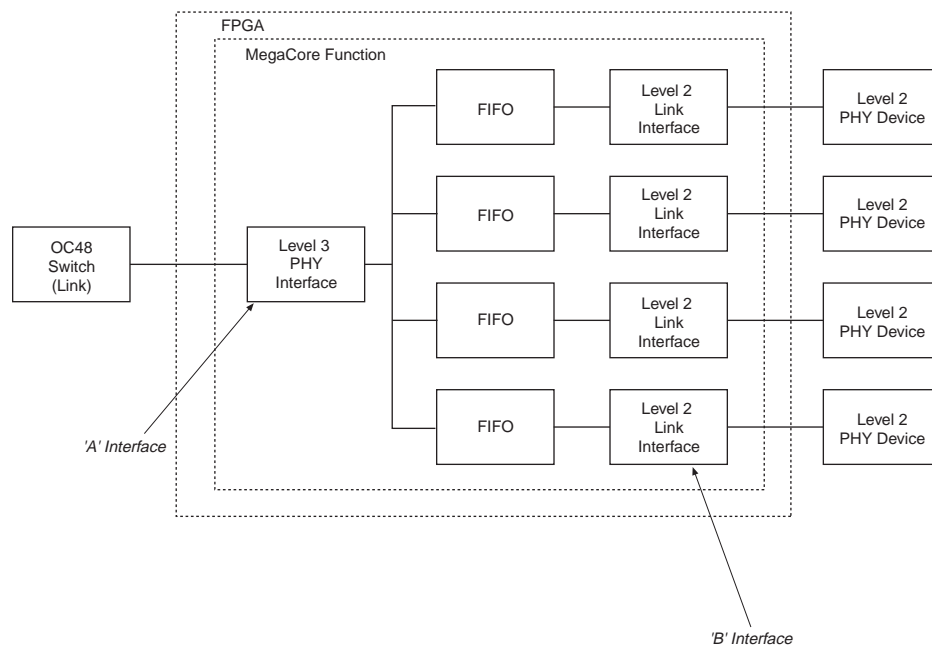 FPGA
MegaCore Function
FIFO
Level 2
Link
Interface
Level 2
PHY Device
FIFO
Level 2
Link
Interface
Level 2
PHY Device
OC48
Switch
(Link)
Level 3
PHY
Interface
FIFO
Level 2
Link
Interface
Level 2
PHY Device
FIFO
Level 2
Link
Interface
Level 2
PHY Device
'A' Interface
'B' Interface